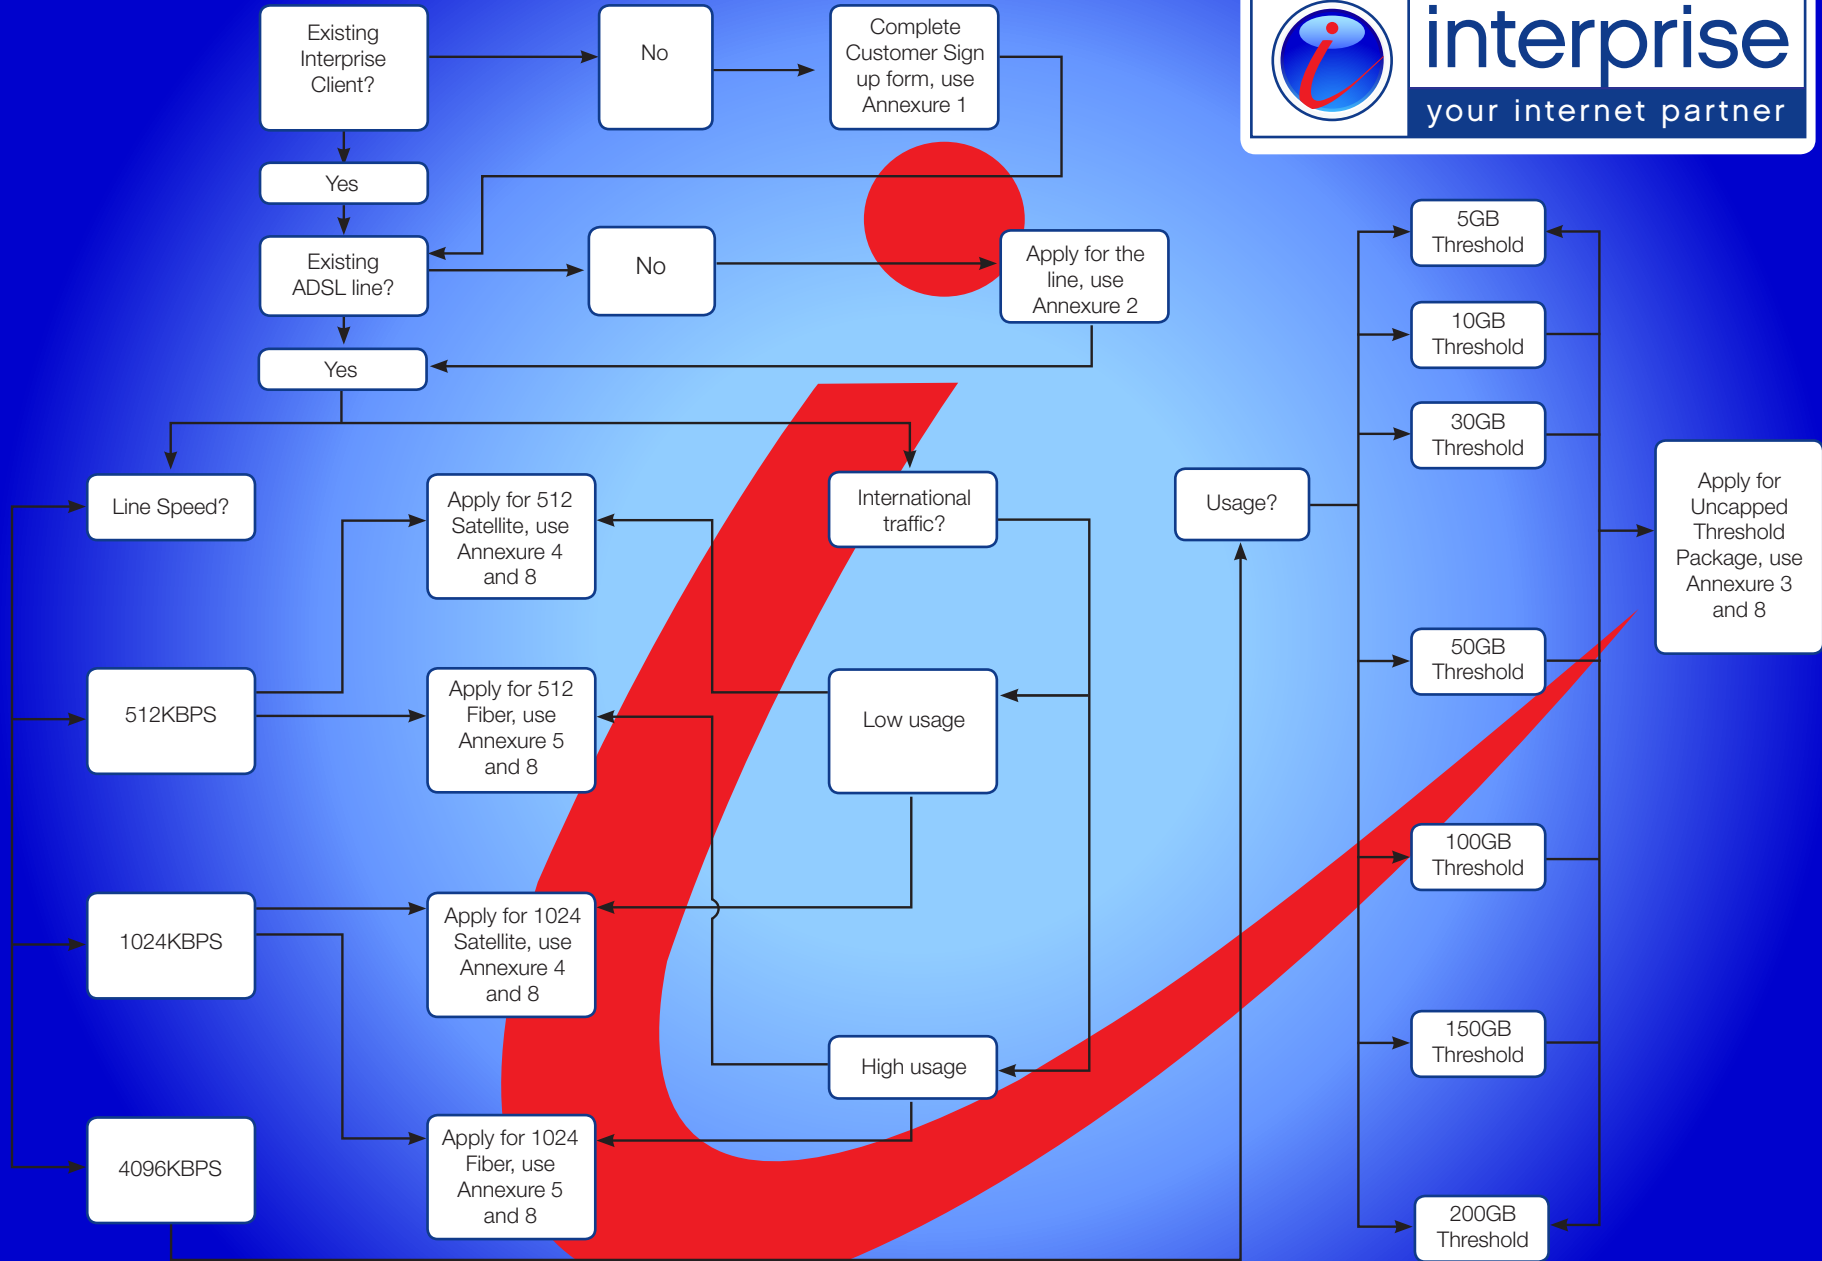 Existing
Interprise
Client?
No
Complete
Customer Sign
up form, use
Annexure 1
interprise
your internet partner
Yes
Existing
ADSL line?
No
Apply for the
line, use
Annexure 2
Yes
Line Speed?
Apply for 512
Satellite, use
Annexure 4
and 8
International
traffic?
Usage?
512KBPS
Apply for 512
Fiber, use
Annexure 5
and 8
Low usage
1024KBPS
Apply for 1024
Satellite, use
Annexure 4
and 8
High usage
4096KBPS
Apply for 1024
Fiber, use
Annexure 5
and 8
5GB
Threshold
10GB
Threshold
30GB
Threshold
50GB
Threshold
100GB
Threshold
150GB
Threshold
200GB
Threshold
Apply for
Uncapped
Threshold
Package, use
Annexure 3
and 8